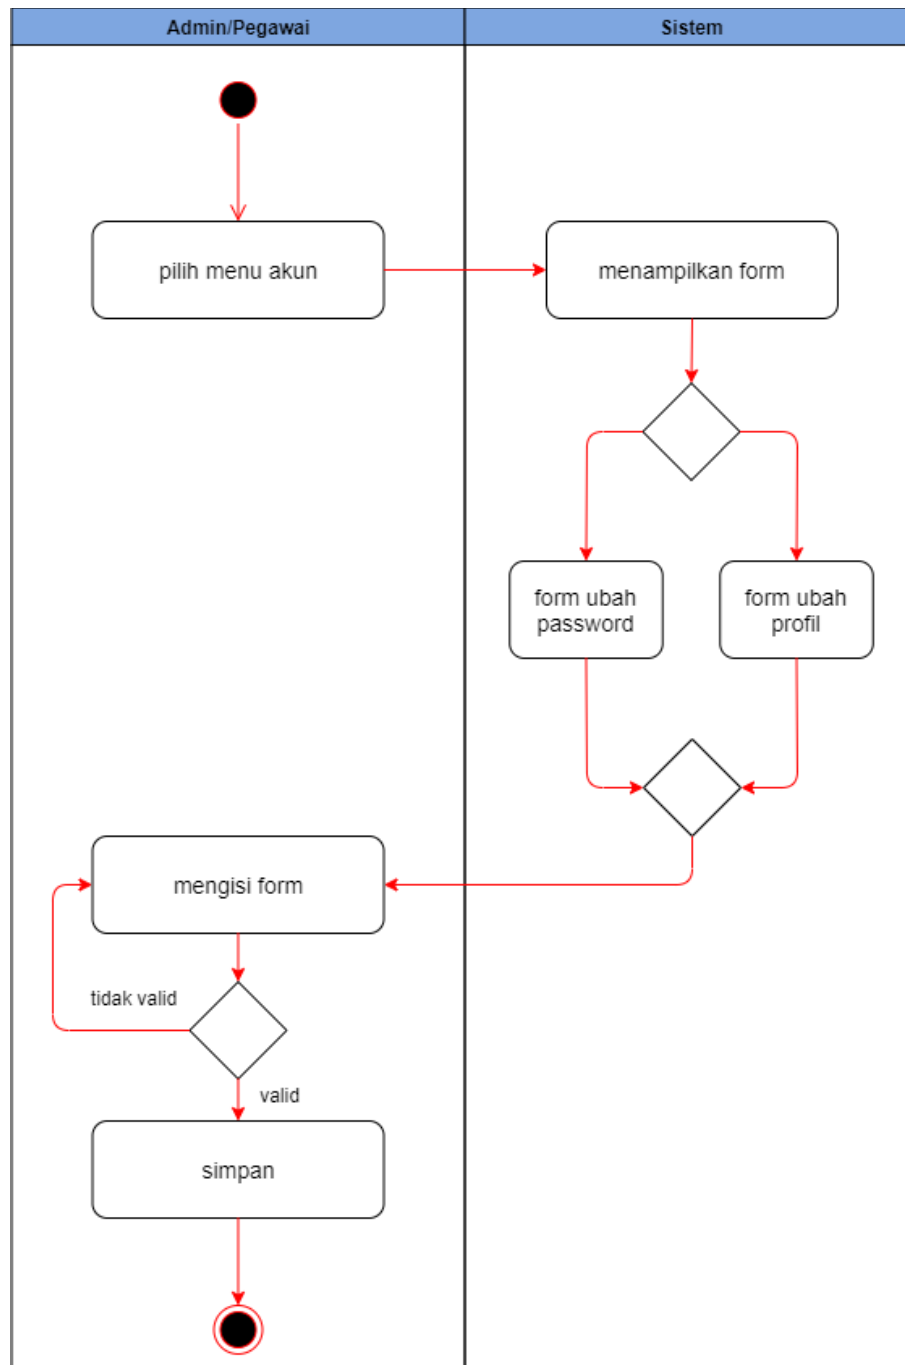 Admin/Pegawai
Sistem
pilih menu akun
menampilkan form
form ubah
password
form ubah
profil
mengisi form
tidak valid
valid
simpan